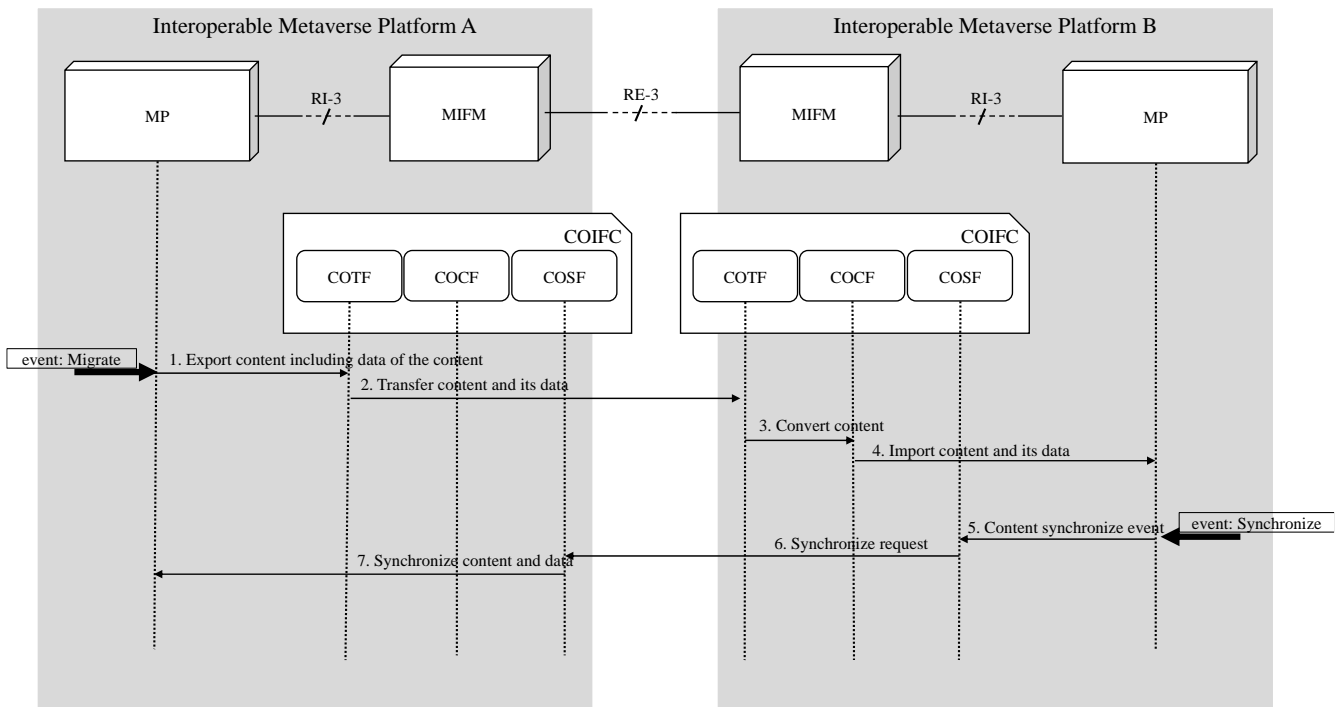 Interoperable Metaverse Platform A
Interoperable Metaverse Platform B
MP
RI-3
MIFM
RE-3
MIFM
RI-3
MP
COIFC
COTF
COCF
COSF
COIFC
COTF
COCF
COSF
event: Migrate
1. Export content including data of the content
2. Transfer content and its data
3. Convert content
4. Import content and its data
event: Synchronize
5. Content synchronize event
6. Synchronize request
7. Synchronize content and data